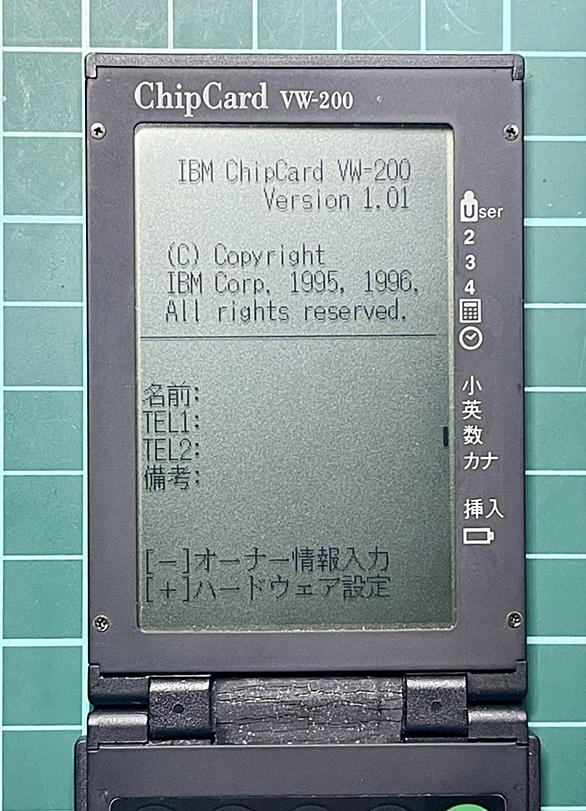 ChipCard VW-200
IBM ChipCard VW-200
Version 1.01
(C) Copyright
IBM Corp. 1995, 1996.
All rights reserved.
名前:
TEL1:
TEL2:
備考:
[-]オーナー情報入力
[+]ハードウェア設定
User
2
3
4
小
英
数
カナ
挿入